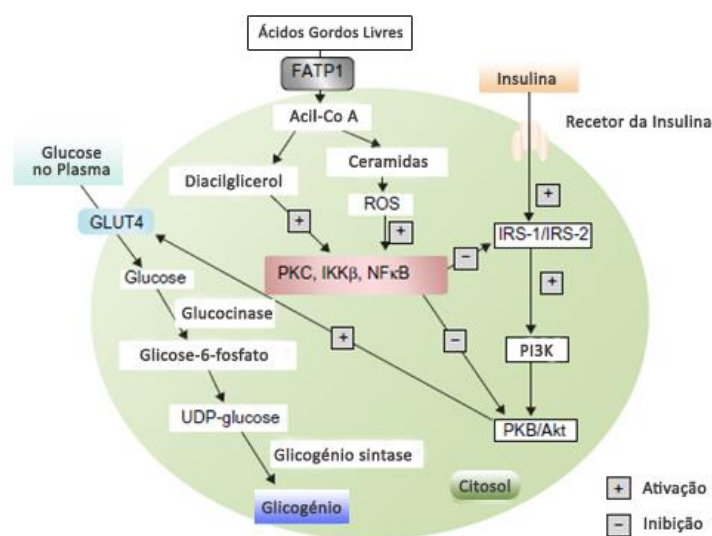 Ácidos Gordos Livres
FATP1
Insulina
Acil-Co A
Recetor da Insulina
Glucose
no Plasma
Ceramidas
Diacilglicerol
+
ROS
+
+
GLUT4
IRS-1/IRS-2
PKC, IKKβ, NFκB
−
Glucose
+
Glucocinase
+
−
Glicose-6-fosfato
PI3K
UDP-glucose
PKB/Akt
Glicogénio sintase
Citosol
+ Ativação
Glicogénio
− Inibição